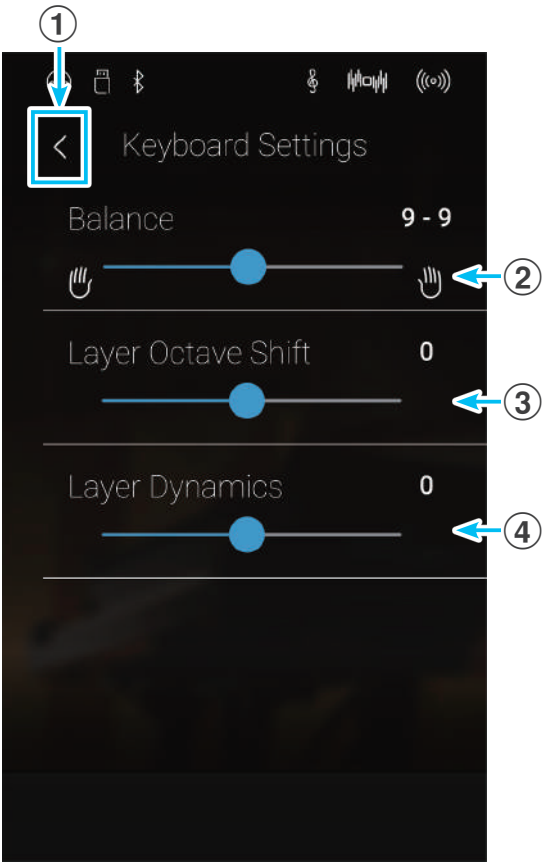 ①
Keyboard Settings
Balance 9 - 9
②
Layer Octave Shift 0
③
Layer Dynamics 0
④